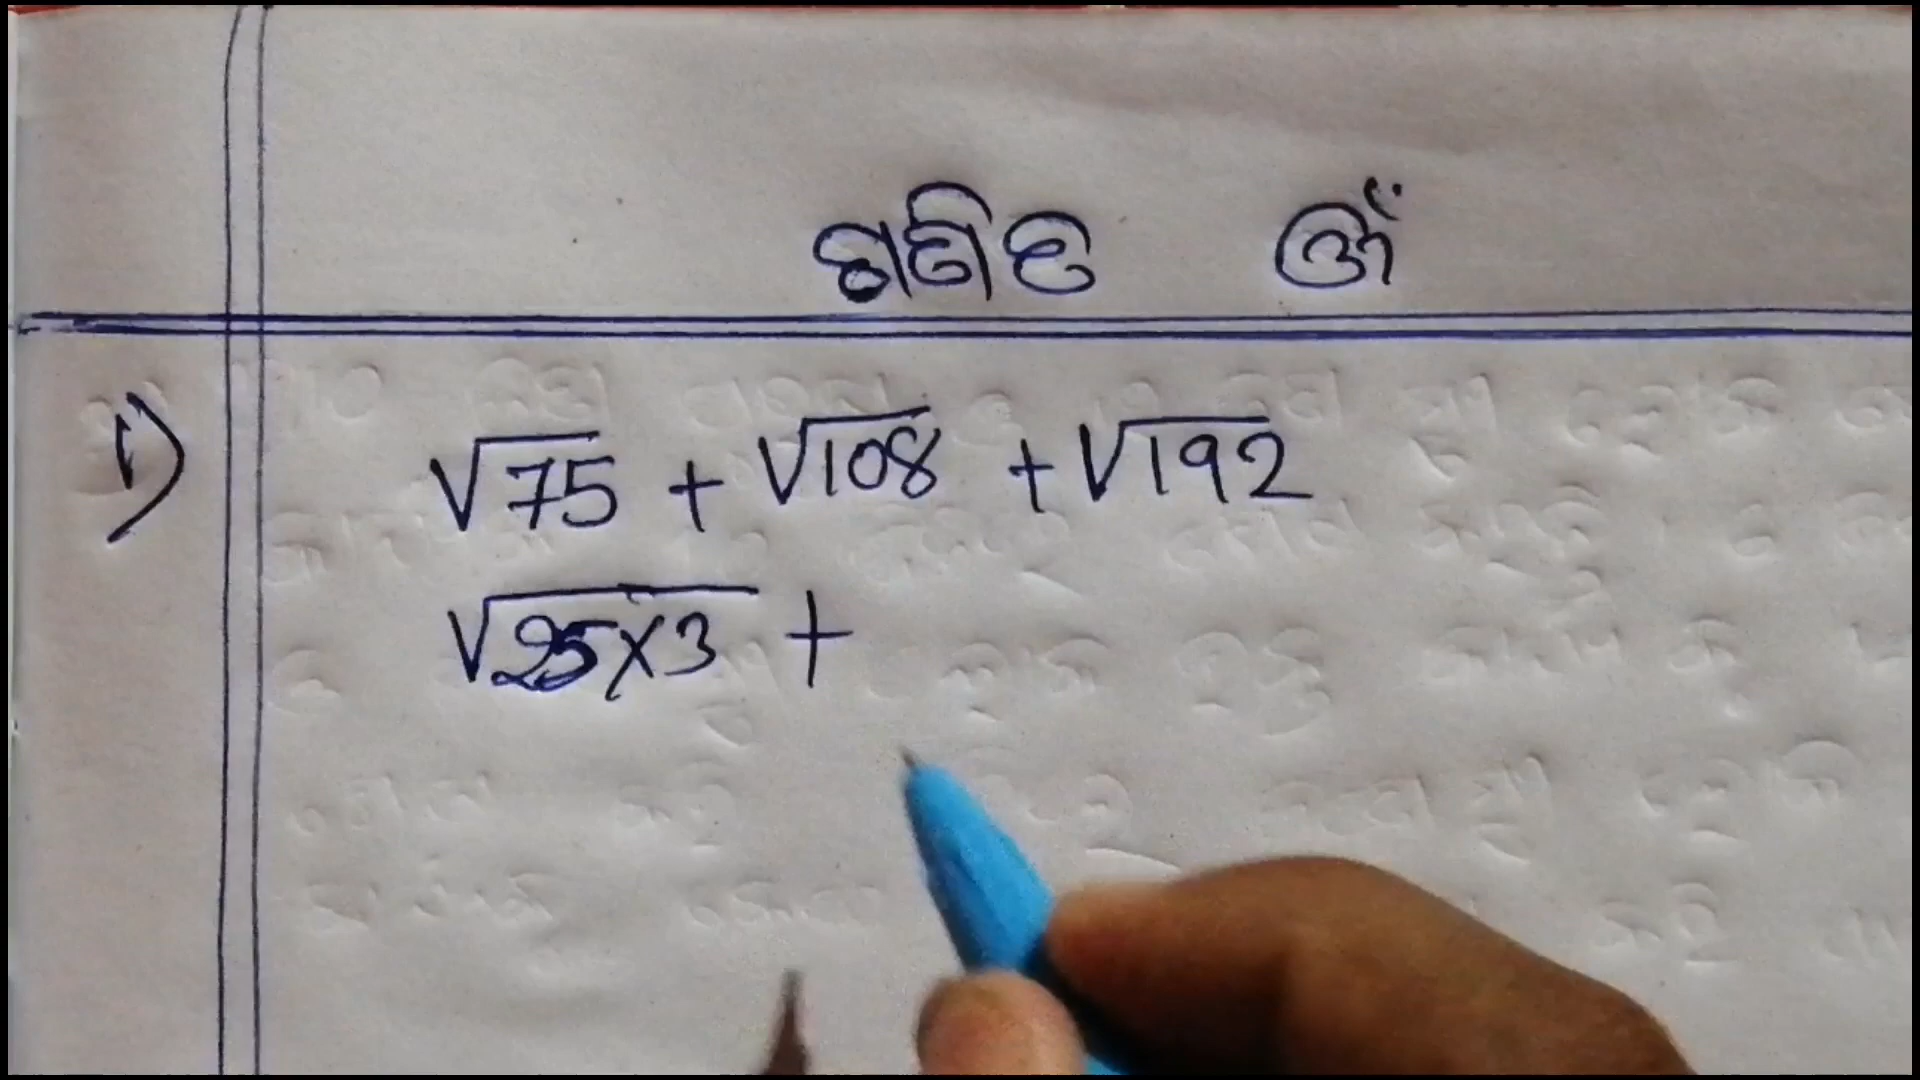 ଗଣିତ ଓଁ
1) √75 + √108 + √192
√25×3 +